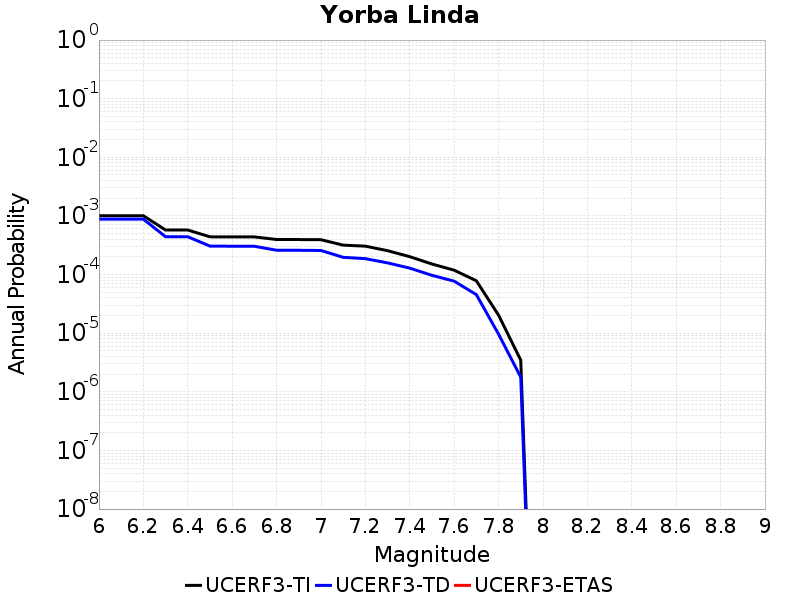 Yorba Linda
Annual Probability
10^0
10^-1
10^-2
10^-3
10^-4
10^-5
10^-6
10^-7
10^-8
6 6.2 6.4 6.6 6.8 7 7.2 7.4 7.6 7.8 8 8.2 8.4 8.6 8.8 9
Magnitude
UCERF3-TI UCERF3-TD UCERF3-ETAS